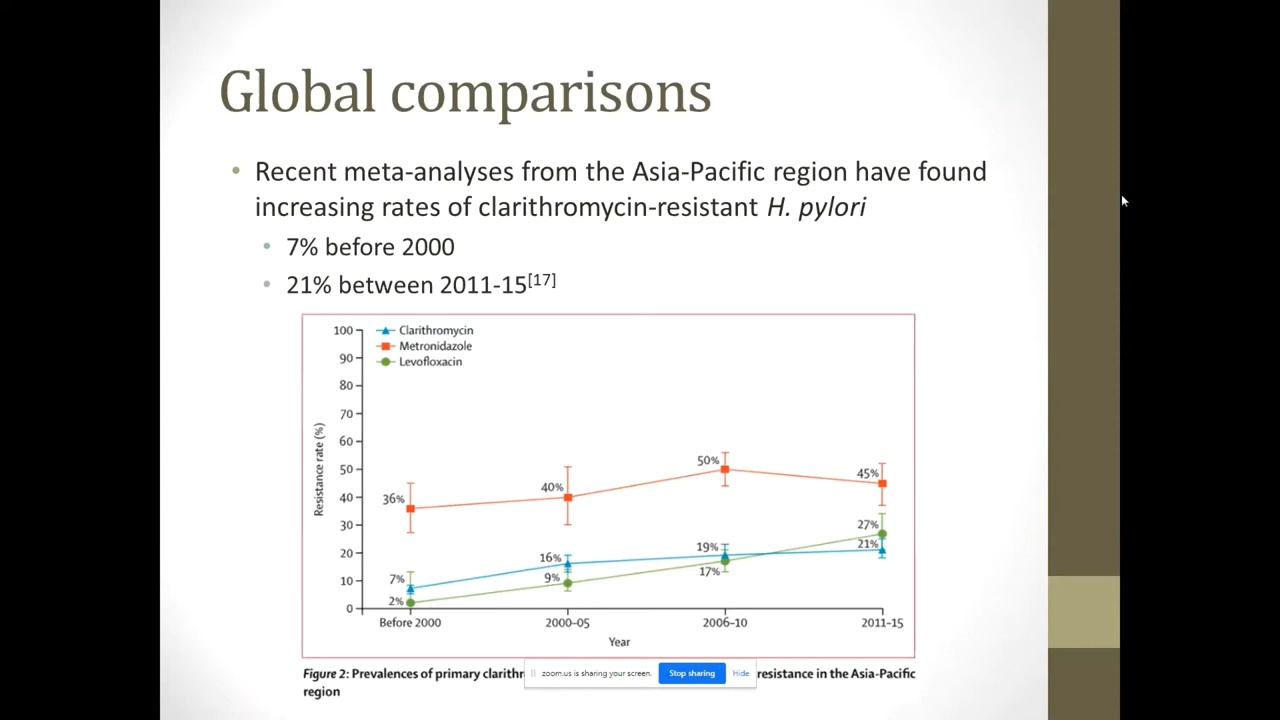 Global comparisons
• Recent meta-analyses from the Asia-Pacific region have found
increasing rates of clarithromycin-resistant H. pylori
• 7% before 2000
• 21% between 2011-15[17]
Clarithromycin
Metronidazole
Levofloxacin
100
90
80
70
60
50
40
30
20
10
0
Resistance rate (%)
36%
40%
50%
45%
7%
16%
19%
21%
2%
9%
17%
27%
Before 2000
2000–05
2006–10
2011–15
Year
Figure 2: Prevalences of primary clarithr
resistance in the Asia-Pacific
region
zoom.us is sharing your screen.
Stop sharing
Hide